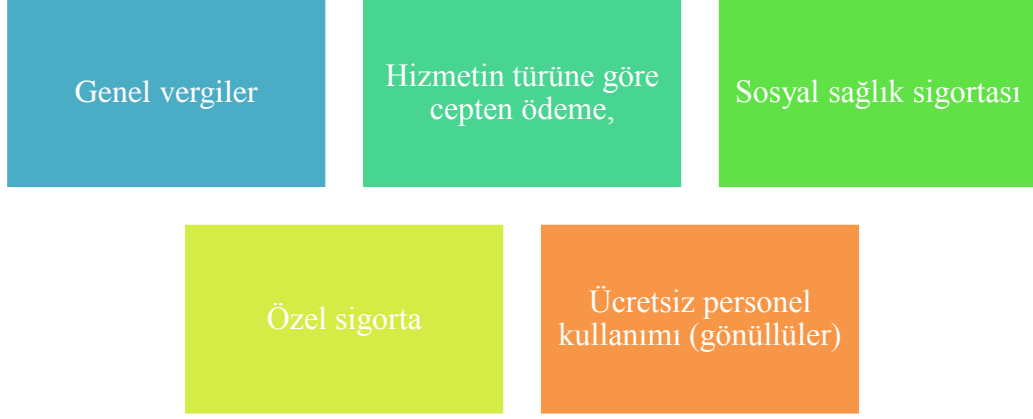 Genel vergiler
Hizmetin türüne göre
cepten ödeme,
Sosyal sağlık sigortası
Özel sigorta
Ücretsiz personel
kullanımı (gönüllüler)